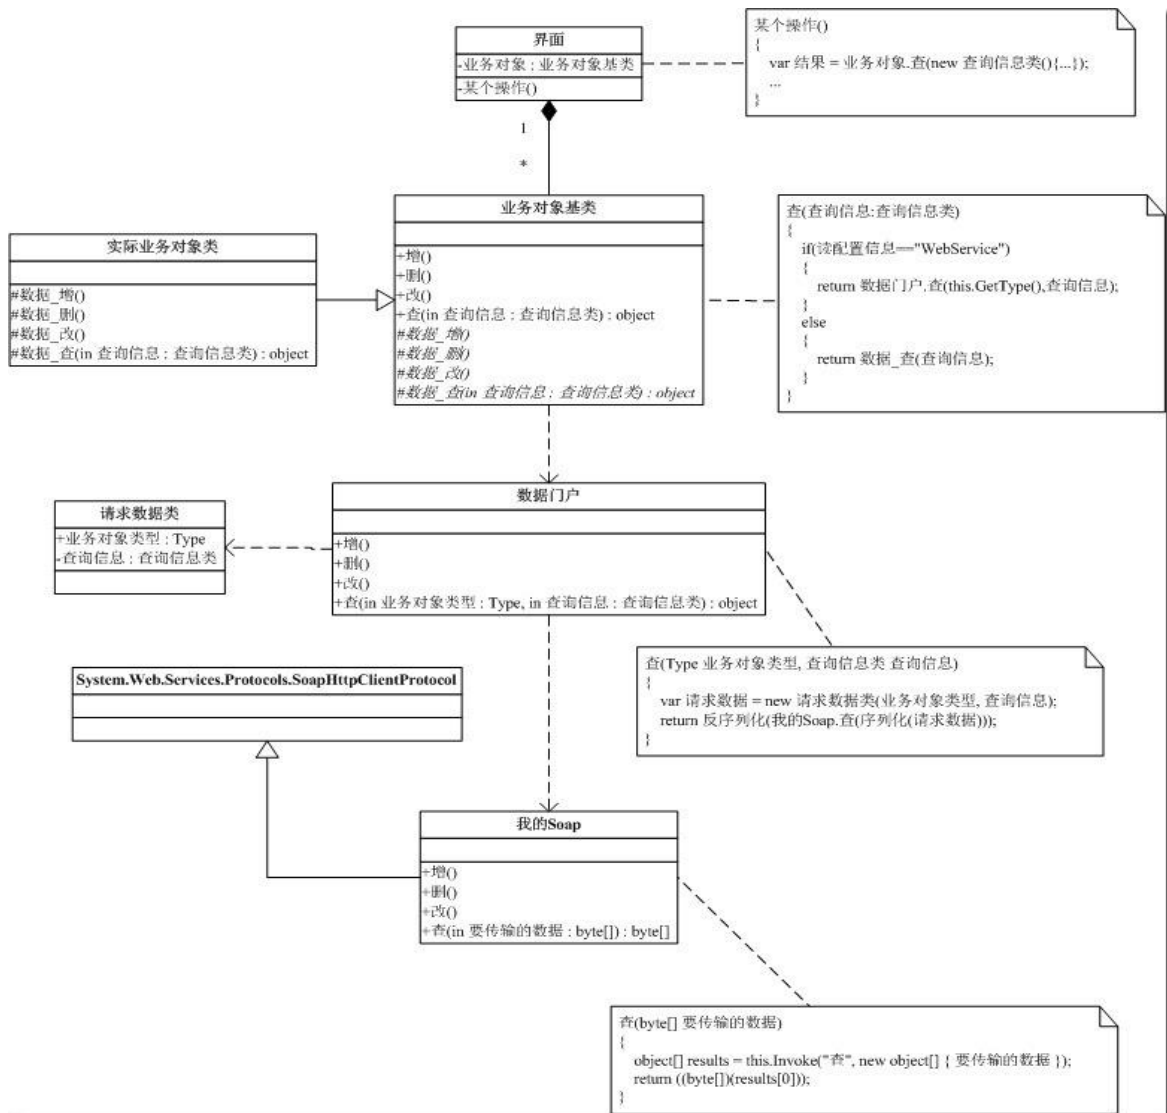 界面
-业务对象 : 业务对象基类
-某个操作()
某个操作()
{
var 结果 = 业务对象.查(new 查询信息类(){...});
...
}
1
*
业务对象基类
+增()
+删()
+改()
+查(in 查询信息 : 查询信息类) : object
#数据_增()
#数据_删()
#数据_改()
#数据_查(in 查询信息 : 查询信息类) : object
实际业务对象类
#数据_增()
#数据_删()
#数据_改()
#数据_查(in 查询信息 : 查询信息类) : object
查(查询信息:查询信息类)
{
if(读配置信息=="WebService")
{
return 数据门户.查(this.GetType(),查询信息);
}
else
{
return 数据_查(查询信息);
}
}
数据门户
+增()
+删()
+改()
+查(in 业务对象类型 : Type, in 查询信息 : 查询信息类) : object
请求数据类
+业务对象类型 : Type
-查询信息 : 查询信息类
查(Type 业务对象类型, 查询信息类 查询信息)
{
var 请求数据 = new 请求数据类(业务对象类型, 查询信息);
return 反序列化(我的Soap.查(序列化(请求数据)));
}
System.Web.Services.Protocols.SoapHttpClientProtocol
我的Soap
+增()
+删()
+改()
+查(in 要传输的数据 : byte[]) : byte[]
查(byte[] 要传输的数据)
{
object[] results = this.Invoke("查", new object[] { 要传输的数据 });
return ((byte[])(results[0]));
}